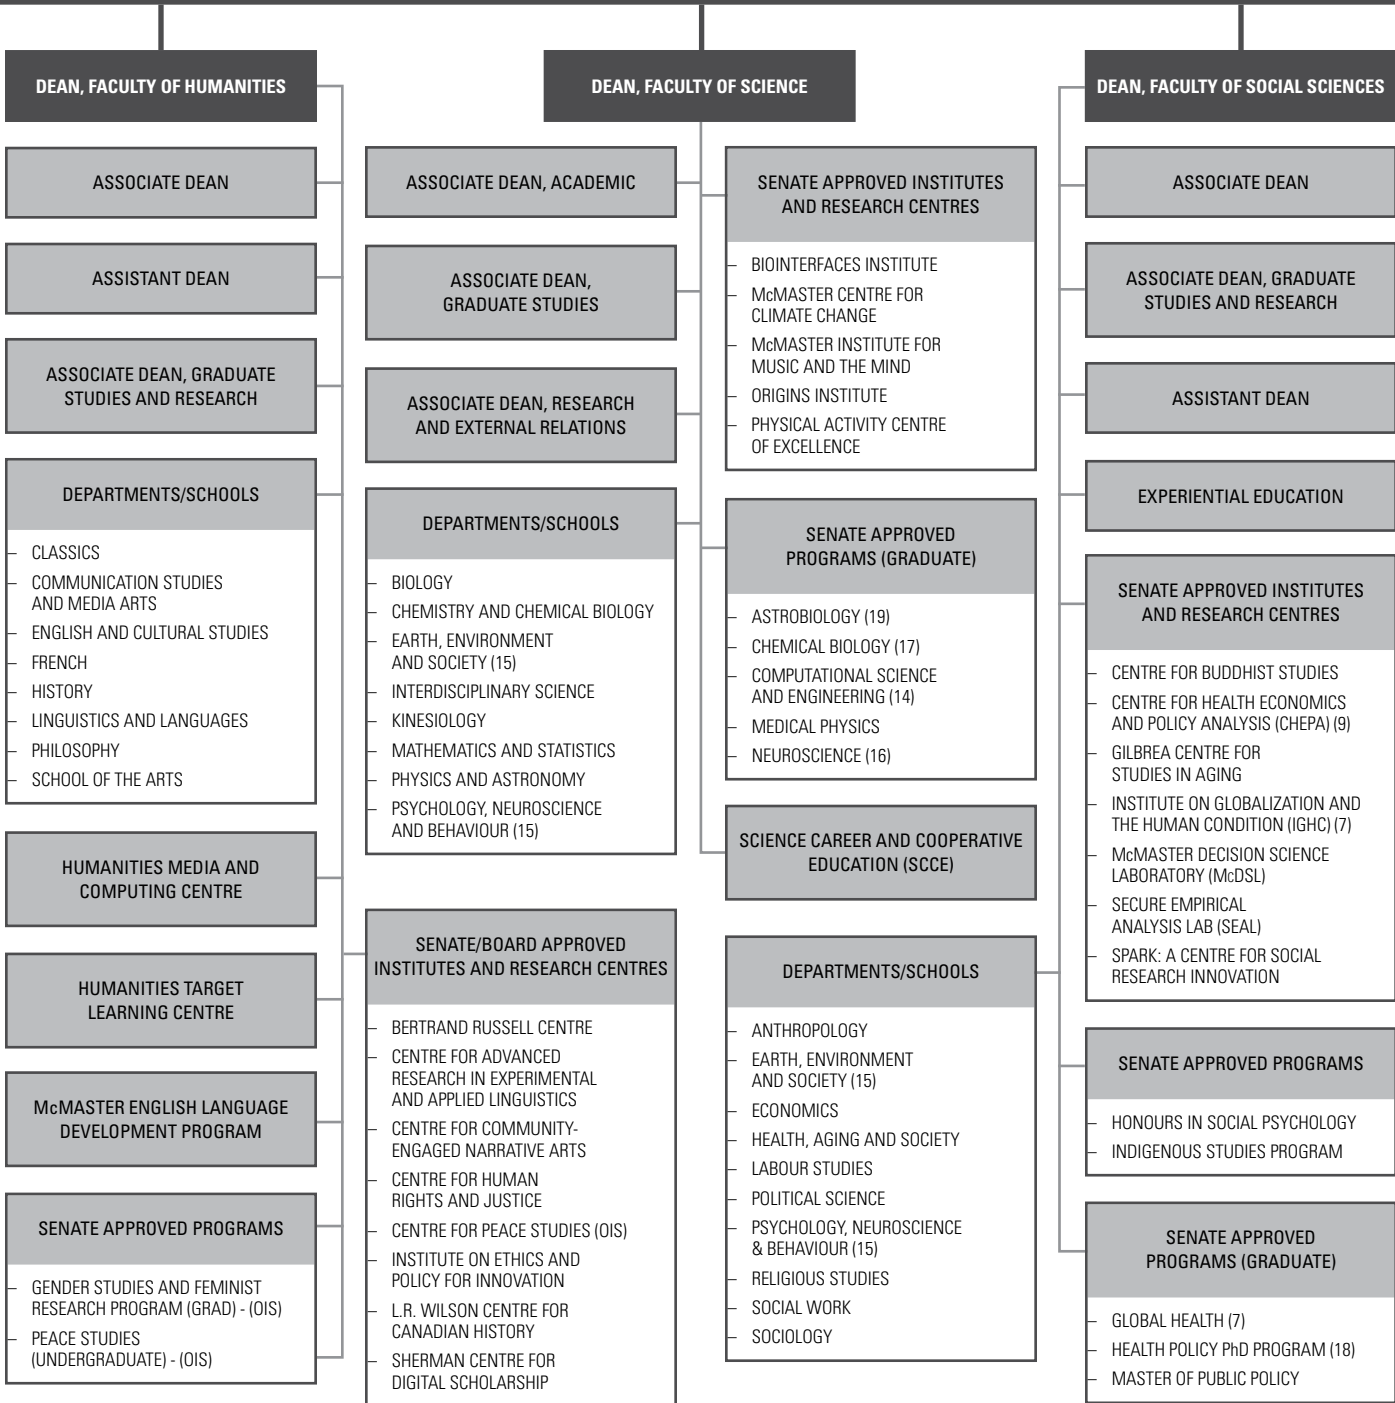 DEAN, FACULTY OF HUMANITIES
ASSOCIATE DEAN
ASSISTANT DEAN
ASSOCIATE DEAN, GRADUATE
STUDIES AND RESEARCH
DEPARTMENTS/SCHOOLS
– CLASSICS
– COMMUNICATION STUDIES
AND MEDIA ARTS
– ENGLISH AND CULTURAL STUDIES
– FRENCH
– HISTORY
– LINGUISTICS AND LANGUAGES
– PHILOSOPHY
– SCHOOL OF THE ARTS
HUMANITIES MEDIA AND
COMPUTING CENTRE
HUMANITIES TARGET
LEARNING CENTRE
McMASTER ENGLISH LANGUAGE
DEVELOPMENT PROGRAM
SENATE APPROVED PROGRAMS
– GENDER STUDIES AND FEMINIST
RESEARCH PROGRAM (GRAD) - (OIS)
– PEACE STUDIES
(UNDERGRADUATE) - (OIS)
SENATE/BOARD APPROVED
INSTITUTES AND RESEARCH CENTRES
– BERTRAND RUSSELL CENTRE
– CENTRE FOR ADVANCED
RESEARCH IN EXPERIMENTAL
AND APPLIED LINGUISTICS
– CENTRE FOR COMMUNITY-
ENGAGED NARRATIVE ARTS
– CENTRE FOR HUMAN
RIGHTS AND JUSTICE
– CENTRE FOR PEACE STUDIES (OIS)
– INSTITUTE ON ETHICS AND
POLICY FOR INNOVATION
– L.R. WILSON CENTRE FOR
CANADIAN HISTORY
– SHERMAN CENTRE FOR
DIGITAL SCHOLARSHIP
DEAN, FACULTY OF SCIENCE
ASSOCIATE DEAN, ACADEMIC
ASSOCIATE DEAN,
GRADUATE STUDIES
ASSOCIATE DEAN, RESEARCH
AND EXTERNAL RELATIONS
DEPARTMENTS/SCHOOLS
– BIOLOGY
– CHEMISTRY AND CHEMICAL BIOLOGY
– EARTH, ENVIRONMENT
AND SOCIETY (15)
– INTERDISCIPLINARY SCIENCE
– KINESIOLOGY
– MATHEMATICS AND STATISTICS
– PHYSICS AND ASTRONOMY
– PSYCHOLOGY, NEUROSCIENCE
AND BEHAVIOUR (15)
SENATE APPROVED INSTITUTES
AND RESEARCH CENTRES
– BIOINTERFACES INSTITUTE
– McMASTER CENTRE FOR
CLIMATE CHANGE
– McMASTER INSTITUTE FOR
MUSIC AND THE MIND
– ORIGINS INSTITUTE
– PHYSICAL ACTIVITY CENTRE
OF EXCELLENCE
SENATE APPROVED
PROGRAMS (GRADUATE)
– ASTROBIOLOGY (19)
– CHEMICAL BIOLOGY (17)
– COMPUTATIONAL SCIENCE
AND ENGINEERING (14)
– MEDICAL PHYSICS
– NEUROSCIENCE (16)
SCIENCE CAREER AND COOPERATIVE
EDUCATION (SCCE)
DEAN, FACULTY OF SOCIAL SCIENCES
ASSOCIATE DEAN
ASSOCIATE DEAN, GRADUATE
STUDIES AND RESEARCH
ASSISTANT DEAN
EXPERIENTIAL EDUCATION
SENATE APPROVED INSTITUTES
AND RESEARCH CENTRES
– CENTRE FOR BUDDHIST STUDIES
– CENTRE FOR HEALTH ECONOMICS
AND POLICY ANALYSIS (CHEPA) (9)
– GILBREA CENTRE FOR
STUDIES IN AGING
– INSTITUTE ON GLOBALIZATION AND
THE HUMAN CONDITION (IGHC) (7)
– McMASTER DECISION SCIENCE
LABORATORY (McDSL)
– SECURE EMPIRICAL
ANALYSIS LAB (SEAL)
– SPARK: A CENTRE FOR SOCIAL
RESEARCH INNOVATION
DEPARTMENTS/SCHOOLS
– ANTHROPOLOGY
– EARTH, ENVIRONMENT
AND SOCIETY (15)
– ECONOMICS
– HEALTH, AGING AND SOCIETY
– LABOUR STUDIES
– POLITICAL SCIENCE
– PSYCHOLOGY, NEUROSCIENCE
& BEHAVIOUR (15)
– RELIGIOUS STUDIES
– SOCIAL WORK
– SOCIOLOGY
SENATE APPROVED PROGRAMS
– HONOURS IN SOCIAL PSYCHOLOGY
– INDIGENOUS STUDIES PROGRAM
SENATE APPROVED
PROGRAMS (GRADUATE)
– GLOBAL HEALTH (7)
– HEALTH POLICY PhD PROGRAM (18)
– MASTER OF PUBLIC POLICY